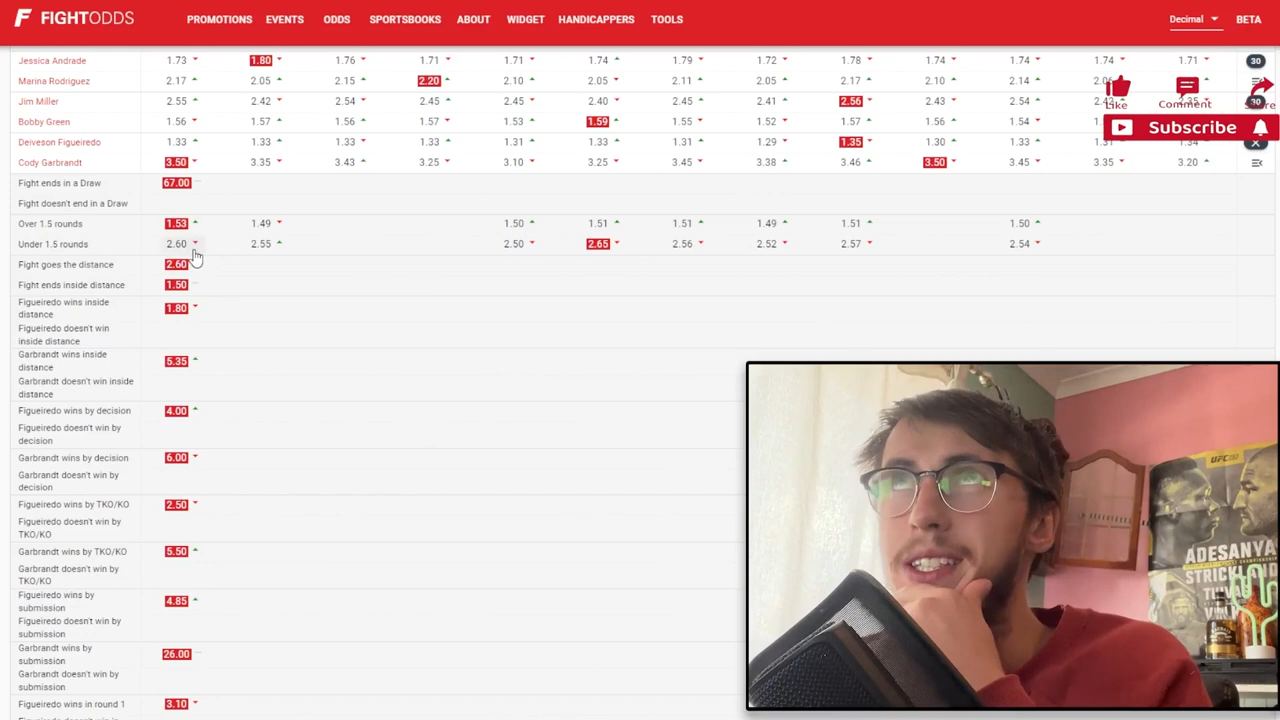 FIGHTODDS PROMOTIONS EVENTS ODDS SPORTSBOOKS ABOUT WIDGET HANDICAPPERS TOOLS Decimal BETA
Jessica Andrade 1.73 1.80 1.76 1.71 1.71 1.74 1.79 1.72 1.78 1.74 1.74 1.74 1.71 30
Marina Rodriguez 2.17 2.05 2.15 2.20 2.10 2.05 2.11 2.05 2.17 2.10 2.14
Jim Miller 2.55 2.42 2.54 2.45 2.45 2.40 2.45 2.41 2.56 2.43 2.54 30
Like Comment
Bobby Green 1.56 1.57 1.56 1.57 1.53 1.59 1.55 1.52 1.57 1.56 1.54
Subscribe
Deiveson Figueiredo 1.33 1.33 1.33 1.31 1.33 1.31 1.29 1.35 1.30 1.33
Cody Garbrandt 3.50 3.35 3.43 3.25 3.10 3.25 3.45 3.38 3.46 3.50 3.45 3.35 3.20
Fight ends in a Draw 67.00
Fight doesn't end in a Draw
Over 1.5 rounds 1.53 1.49 1.50 1.51 1.51 1.49 1.51 1.50
Under 1.5 rounds 2.60 2.55 2.50 2.65 2.56 2.52 2.57 2.54
Fight goes the distance 2.60
Fight ends inside distance 1.50
Figueiredo wins inside
distance 1.80
Figueiredo doesn't win
inside distance
Garbrandt wins inside
distance 5.35
Garbrandt doesn't win inside
distance
Figueiredo wins by decision 4.00
Figueiredo doesn't win by
decision
Garbrandt wins by decision 6.00
Garbrandt doesn't win by
decision
Figueiredo wins by TKO/KO 2.50
Figueiredo doesn't win by
TKO/KO
Garbrandt wins by TKO/KO 5.50
Garbrandt doesn't win by
TKO/KO
Figueiredo wins by
submission 4.85
Figueiredo doesn't win by
submission
Garbrandt wins by
submission 26.00
Garbrandt doesn't win by
submission
Figueiredo wins in round 1 3.10
UFC
ADESANYA
STRICKLAND